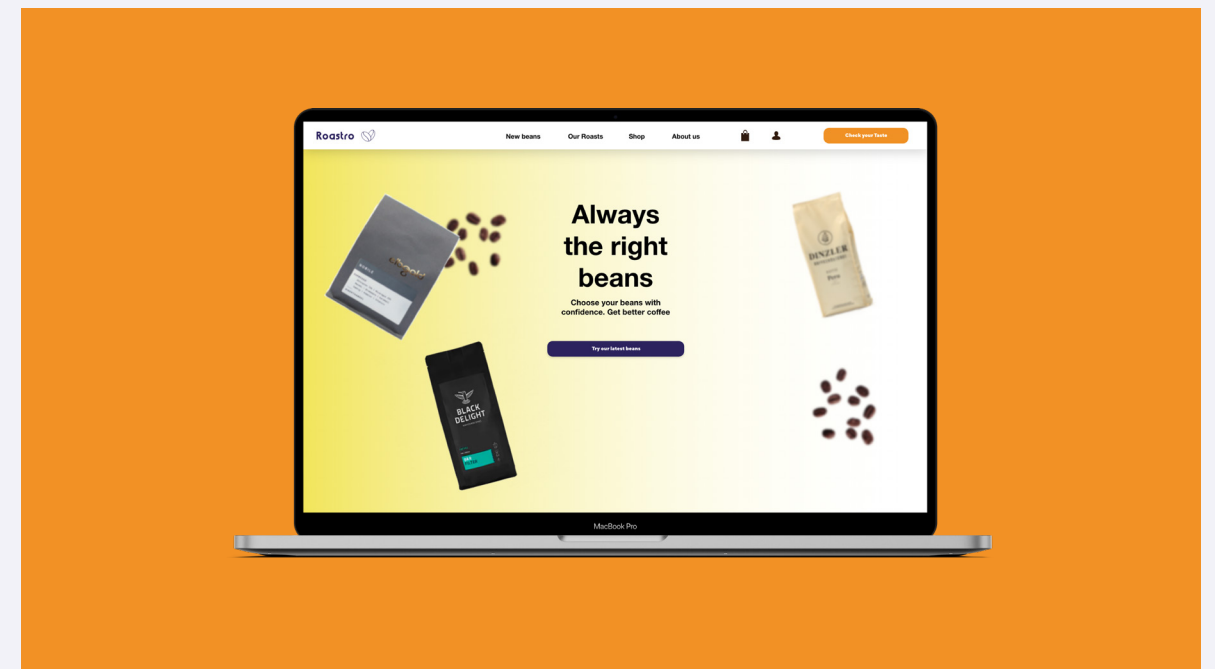 Roastro
New beans
Our Roasts
Shop
About us
Check your Taste
Always
the right
beans
Choose your beans with
confidence. Get better coffee
Try our latest beans
DINZLER
BLACK
DELIGHT
MacBook Pro